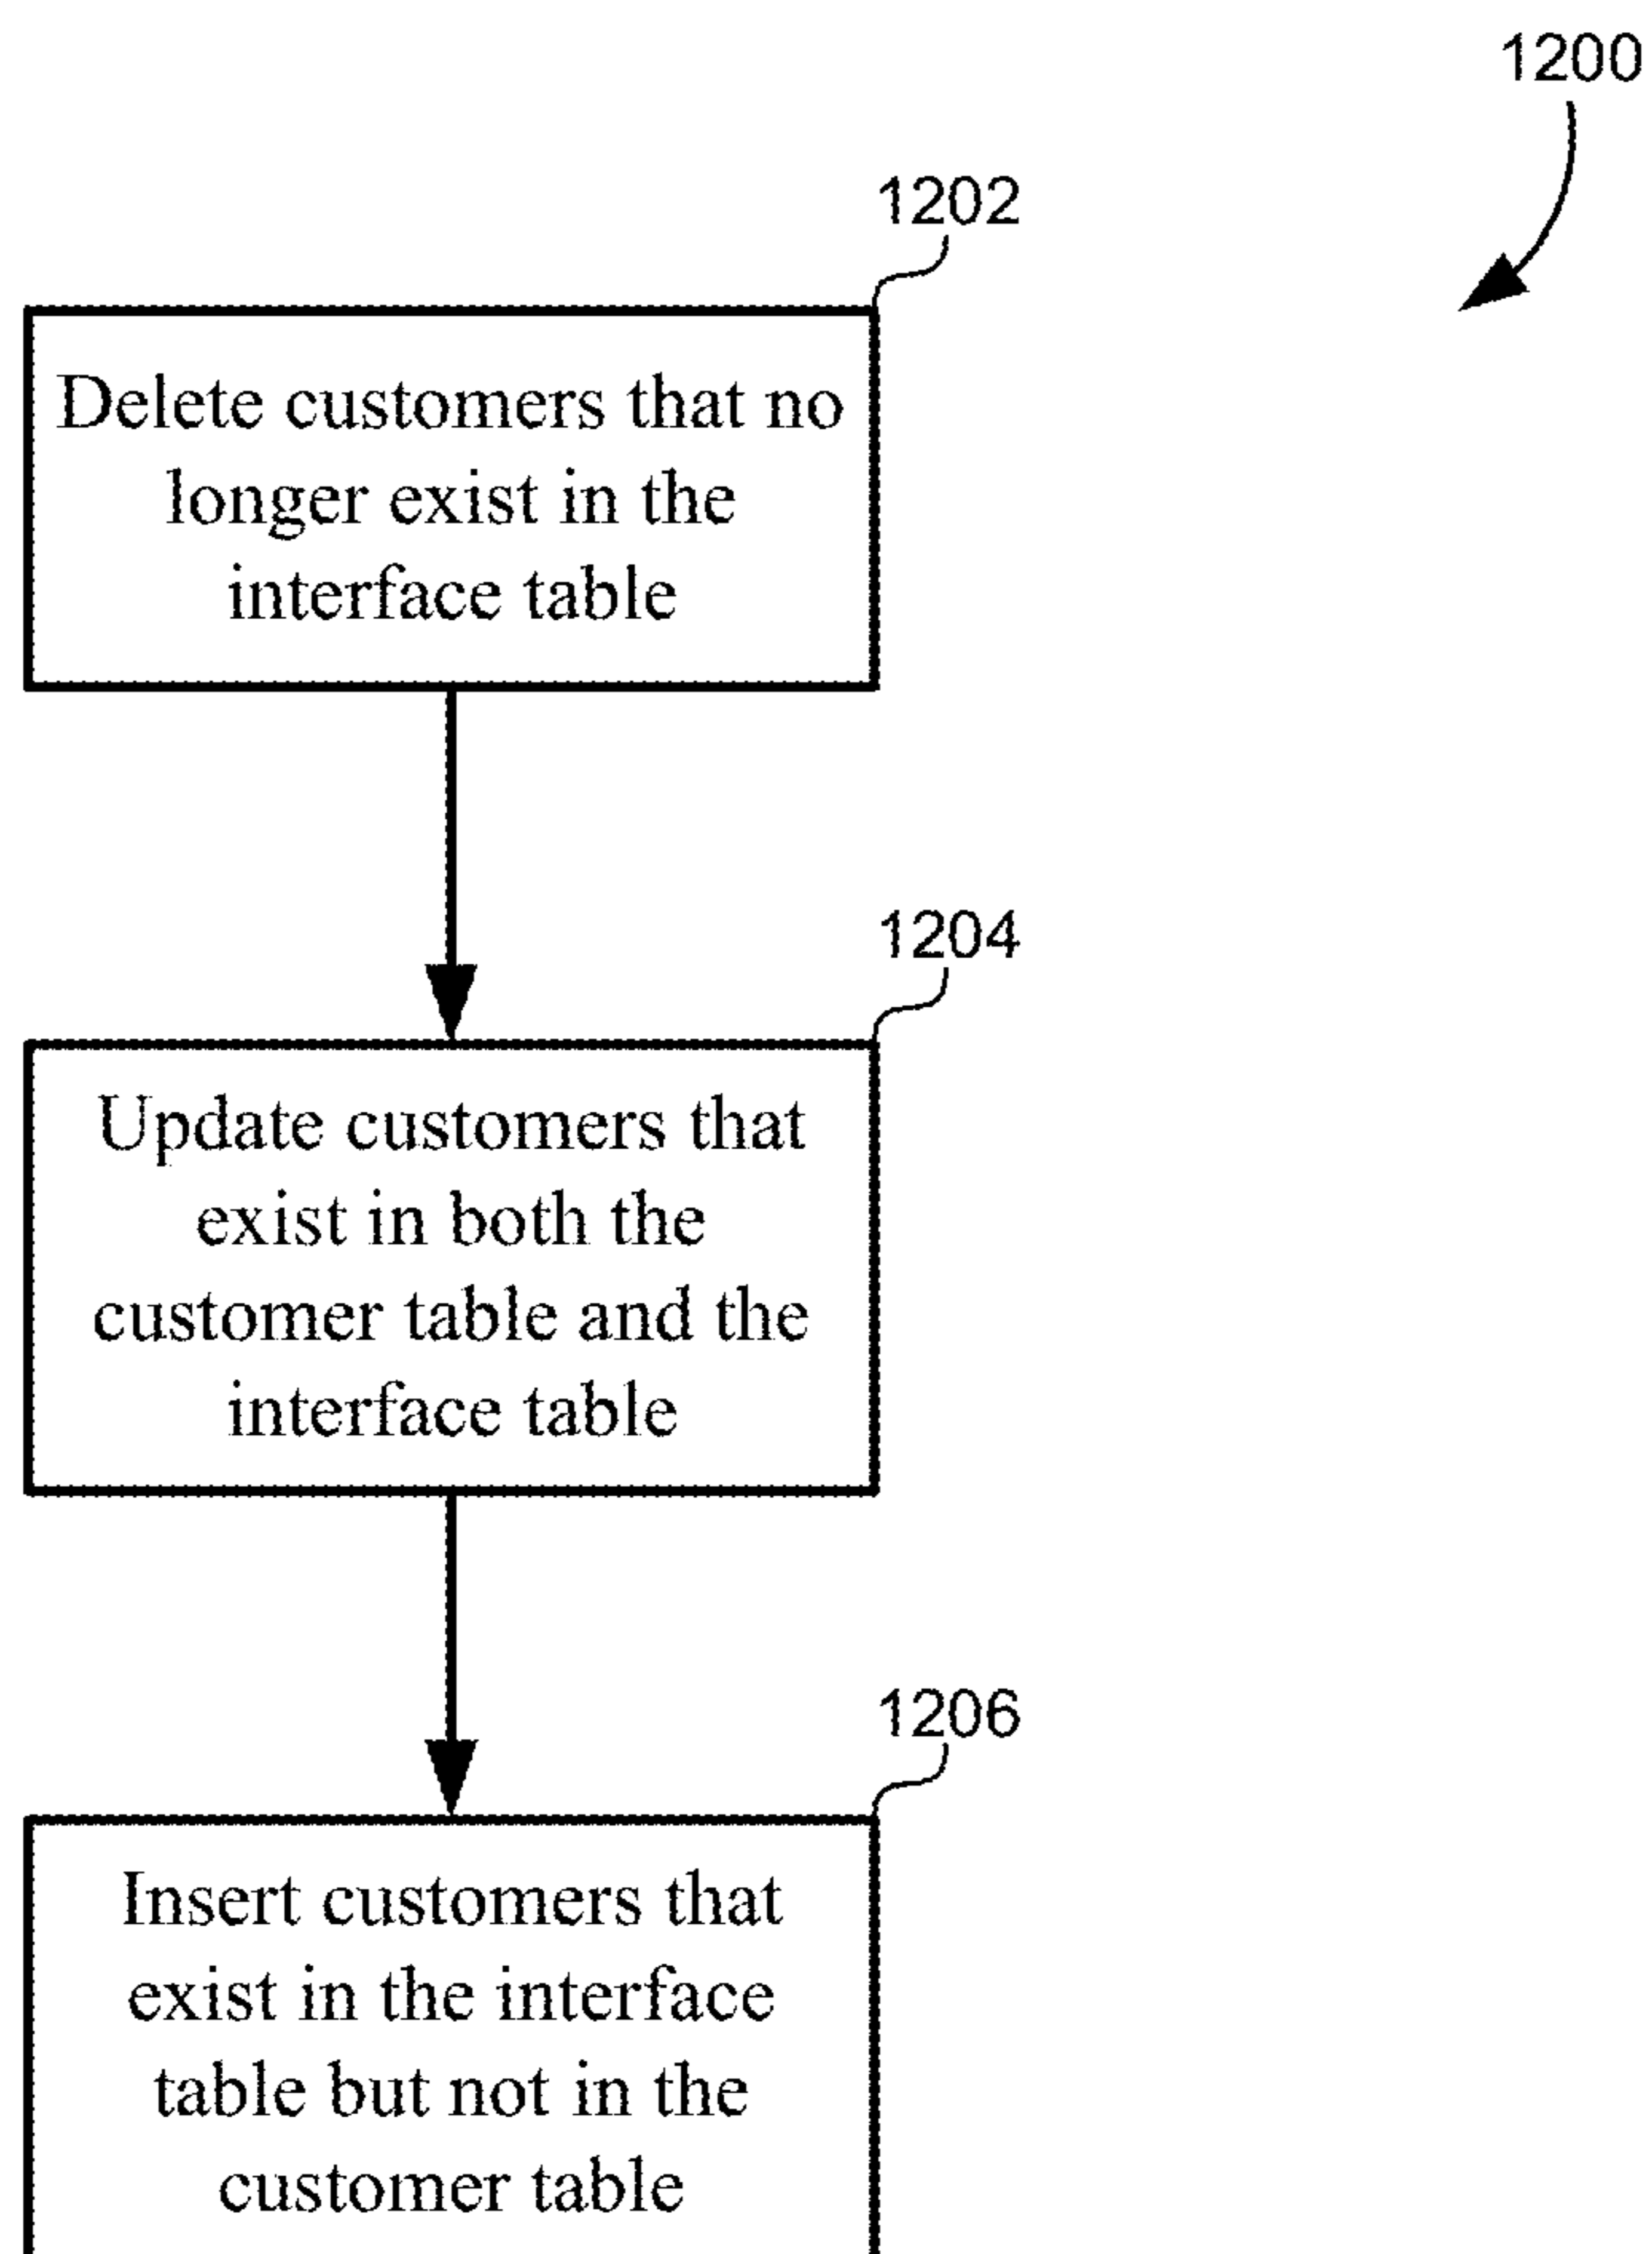 1200
1202
Delete customers that no
longer exist in the
interface table
1204
Update customers that
exist in both the
customer table and the
interface table
1206
Insert customers that
exist in the interface
table but not in the
customer table